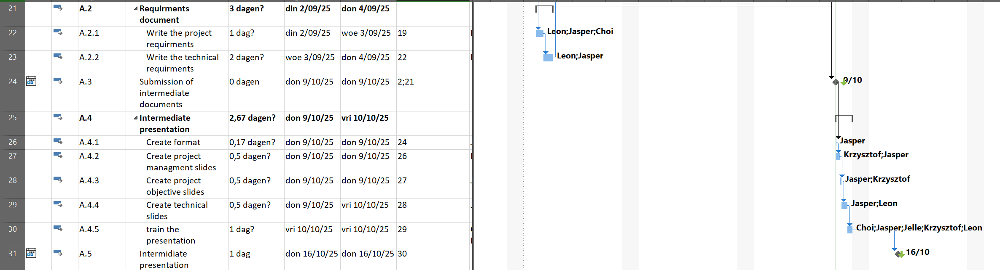 21 A.2 Requirments document 3 dagen? din 2/09/25 don 4/09/25
22 A.2.1 Write the project requirments 1 dag? din 2/09/25 woe 3/09/25 19 Leon;Jasper;Choi
23 A.2.2 Write the technical requirments 2 dagen? woe 3/09/25 don 4/09/25 22 Leon;Jasper
24 A.3 Submission of intermediate documents 0 dagen don 9/10/25 don 9/10/25 2;21 9/10
25 A.4 Intermediate presentation 2,67 dagen? don 9/10/25 vri 10/10/25
26 A.4.1 Create format 0,17 dagen? don 9/10/25 don 9/10/25 24 Jasper
27 A.4.2 Create project managment slides 0,5 dagen? don 9/10/25 don 9/10/25 26 Krzysztof;Jasper
28 A.4.3 Create project objective slides 0,5 dagen? don 9/10/25 don 9/10/25 27 Jasper;Krzysztof
29 A.4.4 Create technical slides 0,5 dagen? don 9/10/25 vri 10/10/25 28 Jasper;Leon
30 A.4.5 train the presentation 1 dag? vri 10/10/25 vri 10/10/25 29 Choi;Jasper;Jelle;Krzysztof;Leon
31 A.5 Intermidiate presentation 1 dag don 16/10/25 don 16/10/25 30 16/10